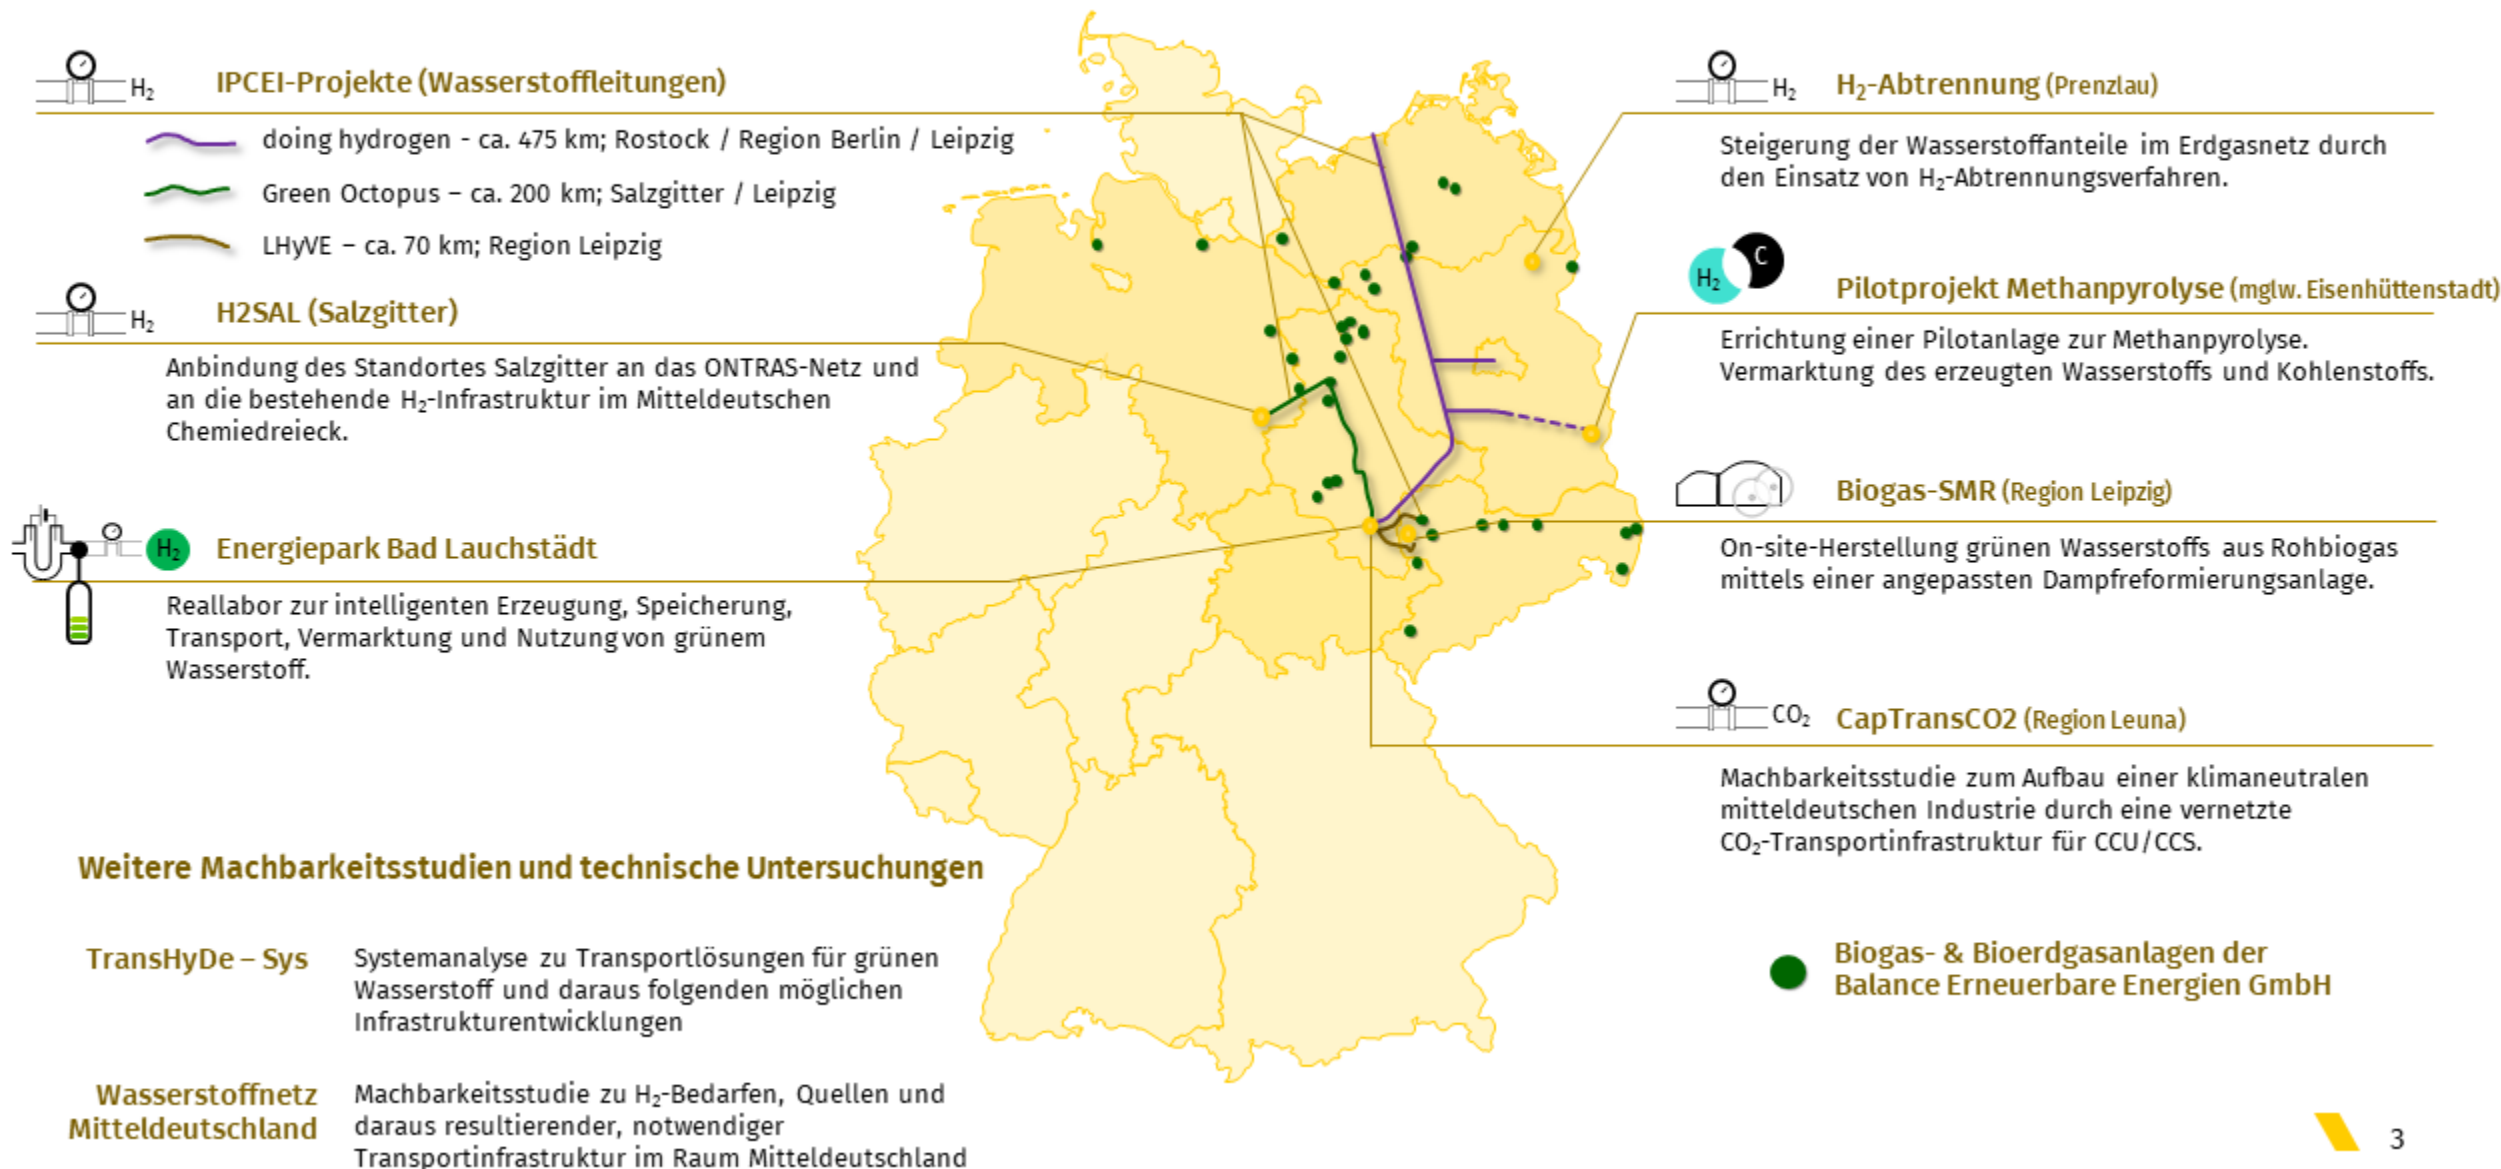 IPCEI-Projekte (Wasserstoffleitungen)
H₂
doing hydrogen - ca. 475 km; Rostock / Region Berlin / Leipzig
Green Octopus – ca. 200 km; Salzgitter / Leipzig
LHyVE – ca. 70 km; Region Leipzig
H₂
H2SAL (Salzgitter)
Anbindung des Standortes Salzgitter an das ONTRAS-Netz und
an die bestehende H₂-Infrastruktur im Mitteldeutschen
Chemiedreieck.
H₂
Energiepark Bad Lauchstädt
Reallabor zur intelligenten Erzeugung, Speicherung,
Transport, Vermarktung und Nutzung von grünem
Wasserstoff.
Weitere Machbarkeitsstudien und technische Untersuchungen
TransHyDe – Sys
Systemanalyse zu Transportlösungen für grünen
Wasserstoff und daraus folgenden möglichen
Infrastrukturentwicklungen
Wasserstoffnetz
Mitteldeutschland
Machbarkeitsstudie zu H₂-Bedarfen, Quellen und
daraus resultierender, notwendiger
Transportinfrastruktur im Raum Mitteldeutschland
H₂
H₂-Abtrennung (Prenzlau)
Steigerung der Wasserstoffanteile im Erdgasnetz durch
den Einsatz von H₂-Abtrennungsverfahren.
H₂ C
Pilotprojekt Methanpyrolyse (mglw. Eisenhüttenstadt)
Errichtung einer Pilotanlage zur Methanpyrolyse.
Vermarktung des erzeugten Wasserstoffs und Kohlenstoffs.
Biogas-SMR (Region Leipzig)
On-site-Herstellung grünen Wasserstoffs aus Rohbiogas
mittels einer angepassten Dampfreformierungsanlage.
CO₂
CapTransCO2 (Region Leuna)
Machbarkeitsstudie zum Aufbau einer klimaneutralen
mitteldeutschen Industrie durch eine vernetzte
CO₂-Transportinfrastruktur für CCU/CCS.
Biogas- & Bioerdgasanlagen der
Balance Erneuerbare Energien GmbH
3